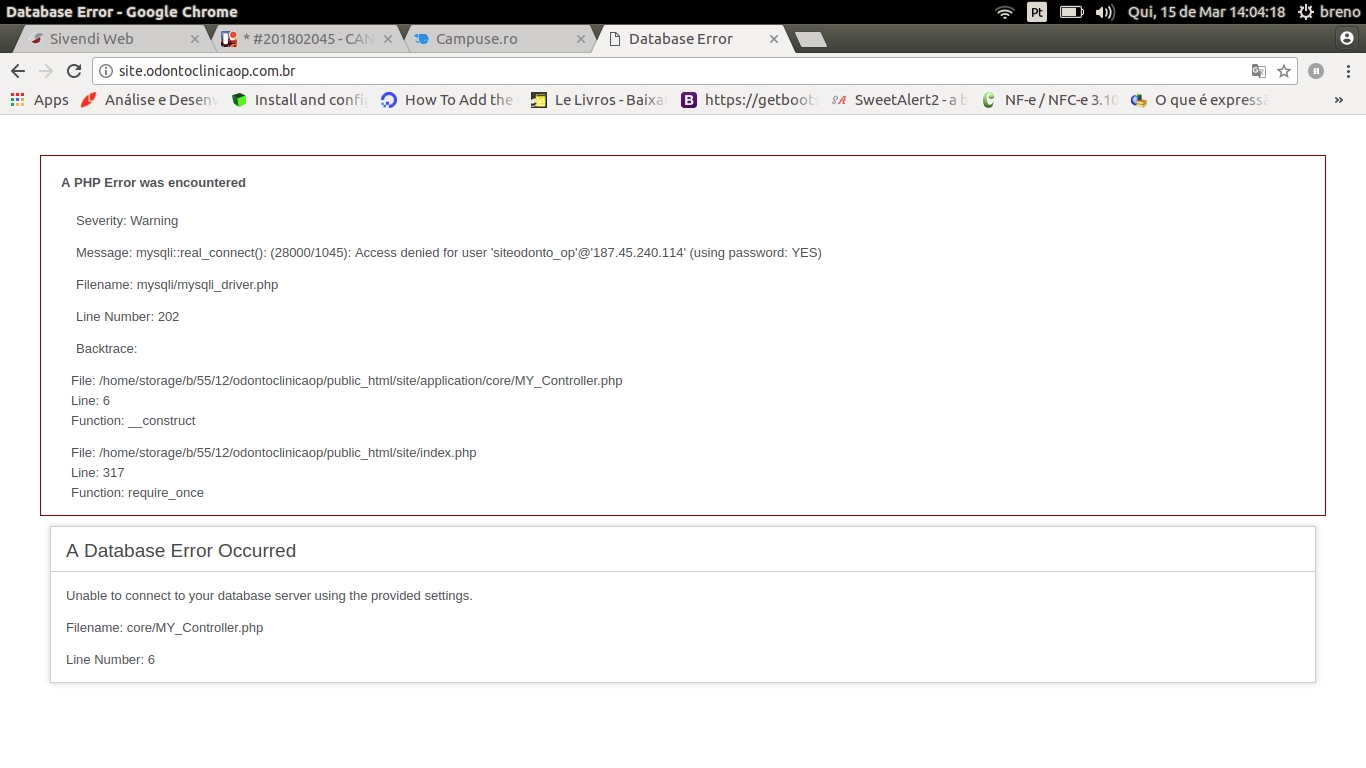 Database Error - Google Chrome
Pt
Qui, 15 de Mar 14:04:18
breno
Sivendi Web
* #201802045 - CAN
Campuse.ro
Database Error
site.odontoclinicaop.com.br
Apps
Análise e Desen
Install and confi
How To Add the
Le Livros - Baixa
B
https://getboots
SA
SweetAlert2 - a b
NF-e / NFC-e 3.10
O que é express
»
A PHP Error was encountered
Severity: Warning
Message: mysqli::real_connect(): (28000/1045): Access denied for user 'siteodonto_op'@'187.45.240.114' (using password: YES)
Filename: mysqli/mysqli_driver.php
Line Number: 202
Backtrace:
File: /home/storage/b/55/12/odontoclinicaop/public_html/site/application/core/MY_Controller.php
Line: 6
Function: __construct
File: /home/storage/b/55/12/odontoclinicaop/public_html/site/index.php
Line: 317
Function: require_once
A Database Error Occurred
Unable to connect to your database server using the provided settings.
Filename: core/MY_Controller.php
Line Number: 6